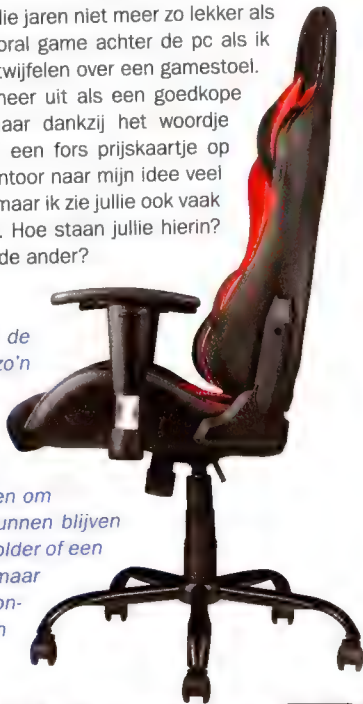 die jaren niet meer zo lekker als
oral game achter de pc als ik
twijfelen over een gamestoel.
neer uit als een goedkope
aar dankzij het woordje
een fors prijskaartje op
ntoor naar mijn idee veel
maar ik zie jullie ook vaak
. Hoe staan jullie hierin?
de ander?
de
zo'n
en om
unnen blijven
older of een
maar
on-
n